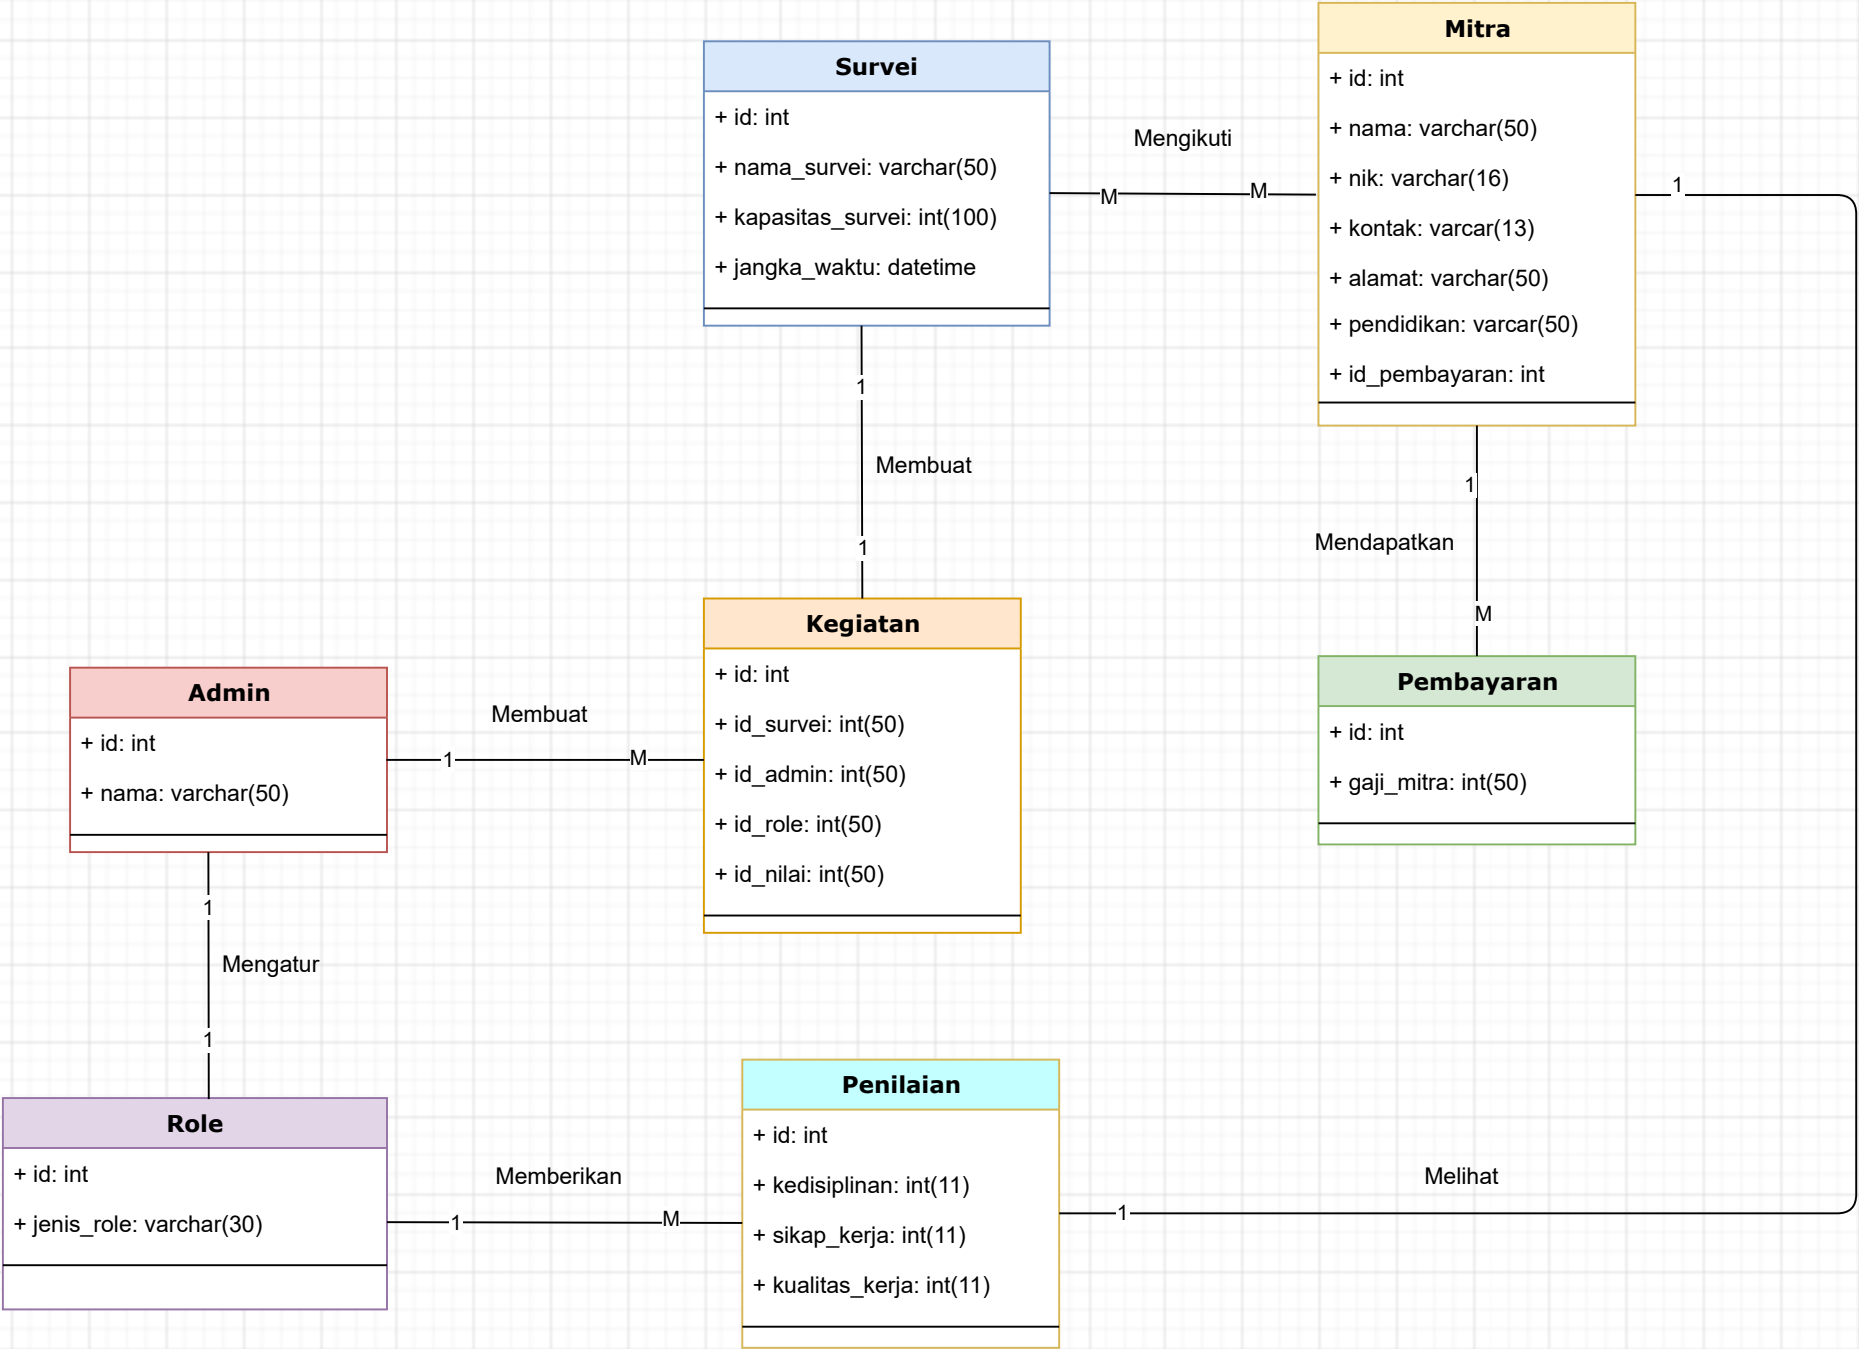 Survei
+ id: int
+ nama_survei: varchar(50)
+ kapasitas_survei: int(100)
+ jangka_waktu: datetime
Mengikuti
M
M
Mitra
+ id: int
+ nama: varchar(50)
+ nik: varchar(16)
+ kontak: varcar(13)
+ alamat: varchar(50)
+ pendidikan: varcar(50)
+ id_pembayaran: int
1
1
Membuat
1
1
Mendapatkan
M
Admin
+ id: int
+ nama: varchar(50)
Membuat
1
M
Kegiatan
+ id: int
+ id_survei: int(50)
+ id_admin: int(50)
+ id_role: int(50)
+ id_nilai: int(50)
Pembayaran
+ id: int
+ gaji_mitra: int(50)
1
Mengatur
1
Role
+ id: int
+ jenis_role: varchar(30)
Memberikan
1
M
Penilaian
+ id: int
+ kedisiplinan: int(11)
+ sikap_kerja: int(11)
+ kualitas_kerja: int(11)
Melihat
1